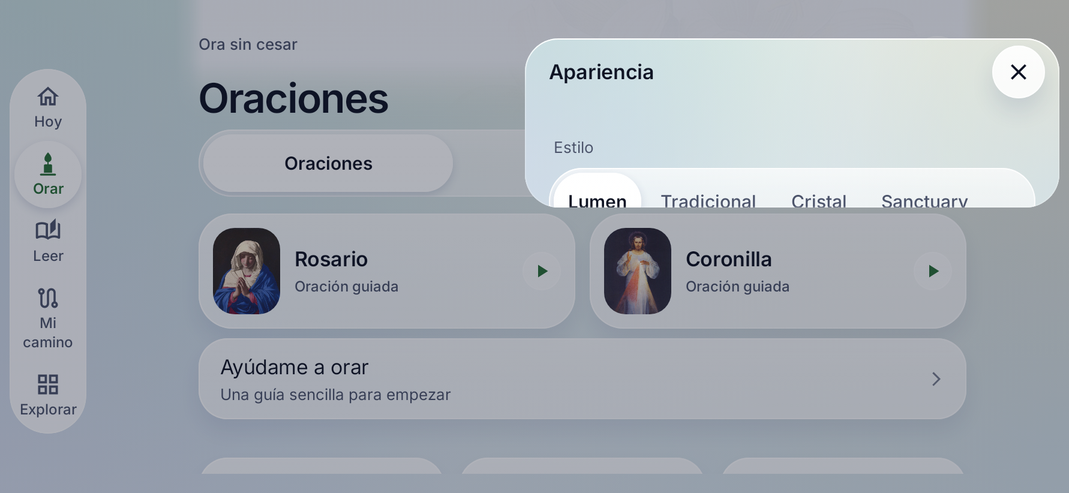 Ora sin cesar
Oraciones
Oraciones
Apariencia
Estilo
Lumen
Tradicional
Cristal
Sanctuary
Hoy
Orar
Leer
Mi
camino
Explorar
Rosario
Oración guiada
Coronilla
Oración guiada
Ayúdame a orar
Una guía sencilla para empezar